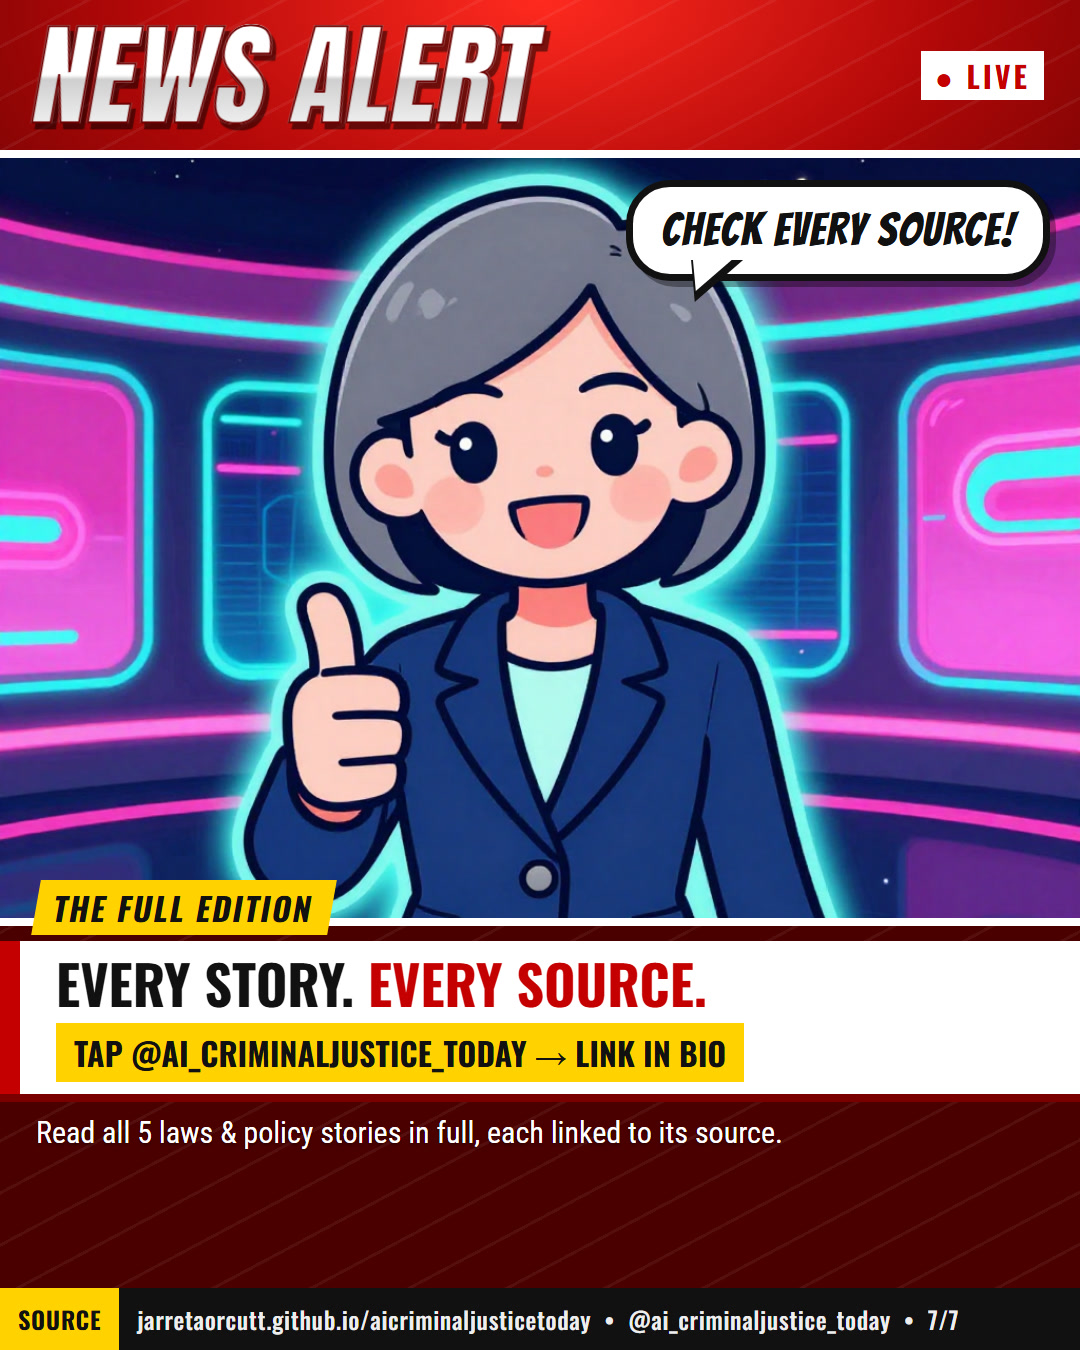 NEWS ALERT
● LIVE
CHECK EVERY SOURCE!
THE FULL EDITION
EVERY STORY. EVERY SOURCE.
TAP @AI_CRIMINALJUSTICE_TODAY → LINK IN BIO
Read all 5 laws & policy stories in full, each linked to its source.
SOURCE jarretaorcutt.github.io/aicriminaljusticetoday • @ai_criminaljustice_today • 7/7